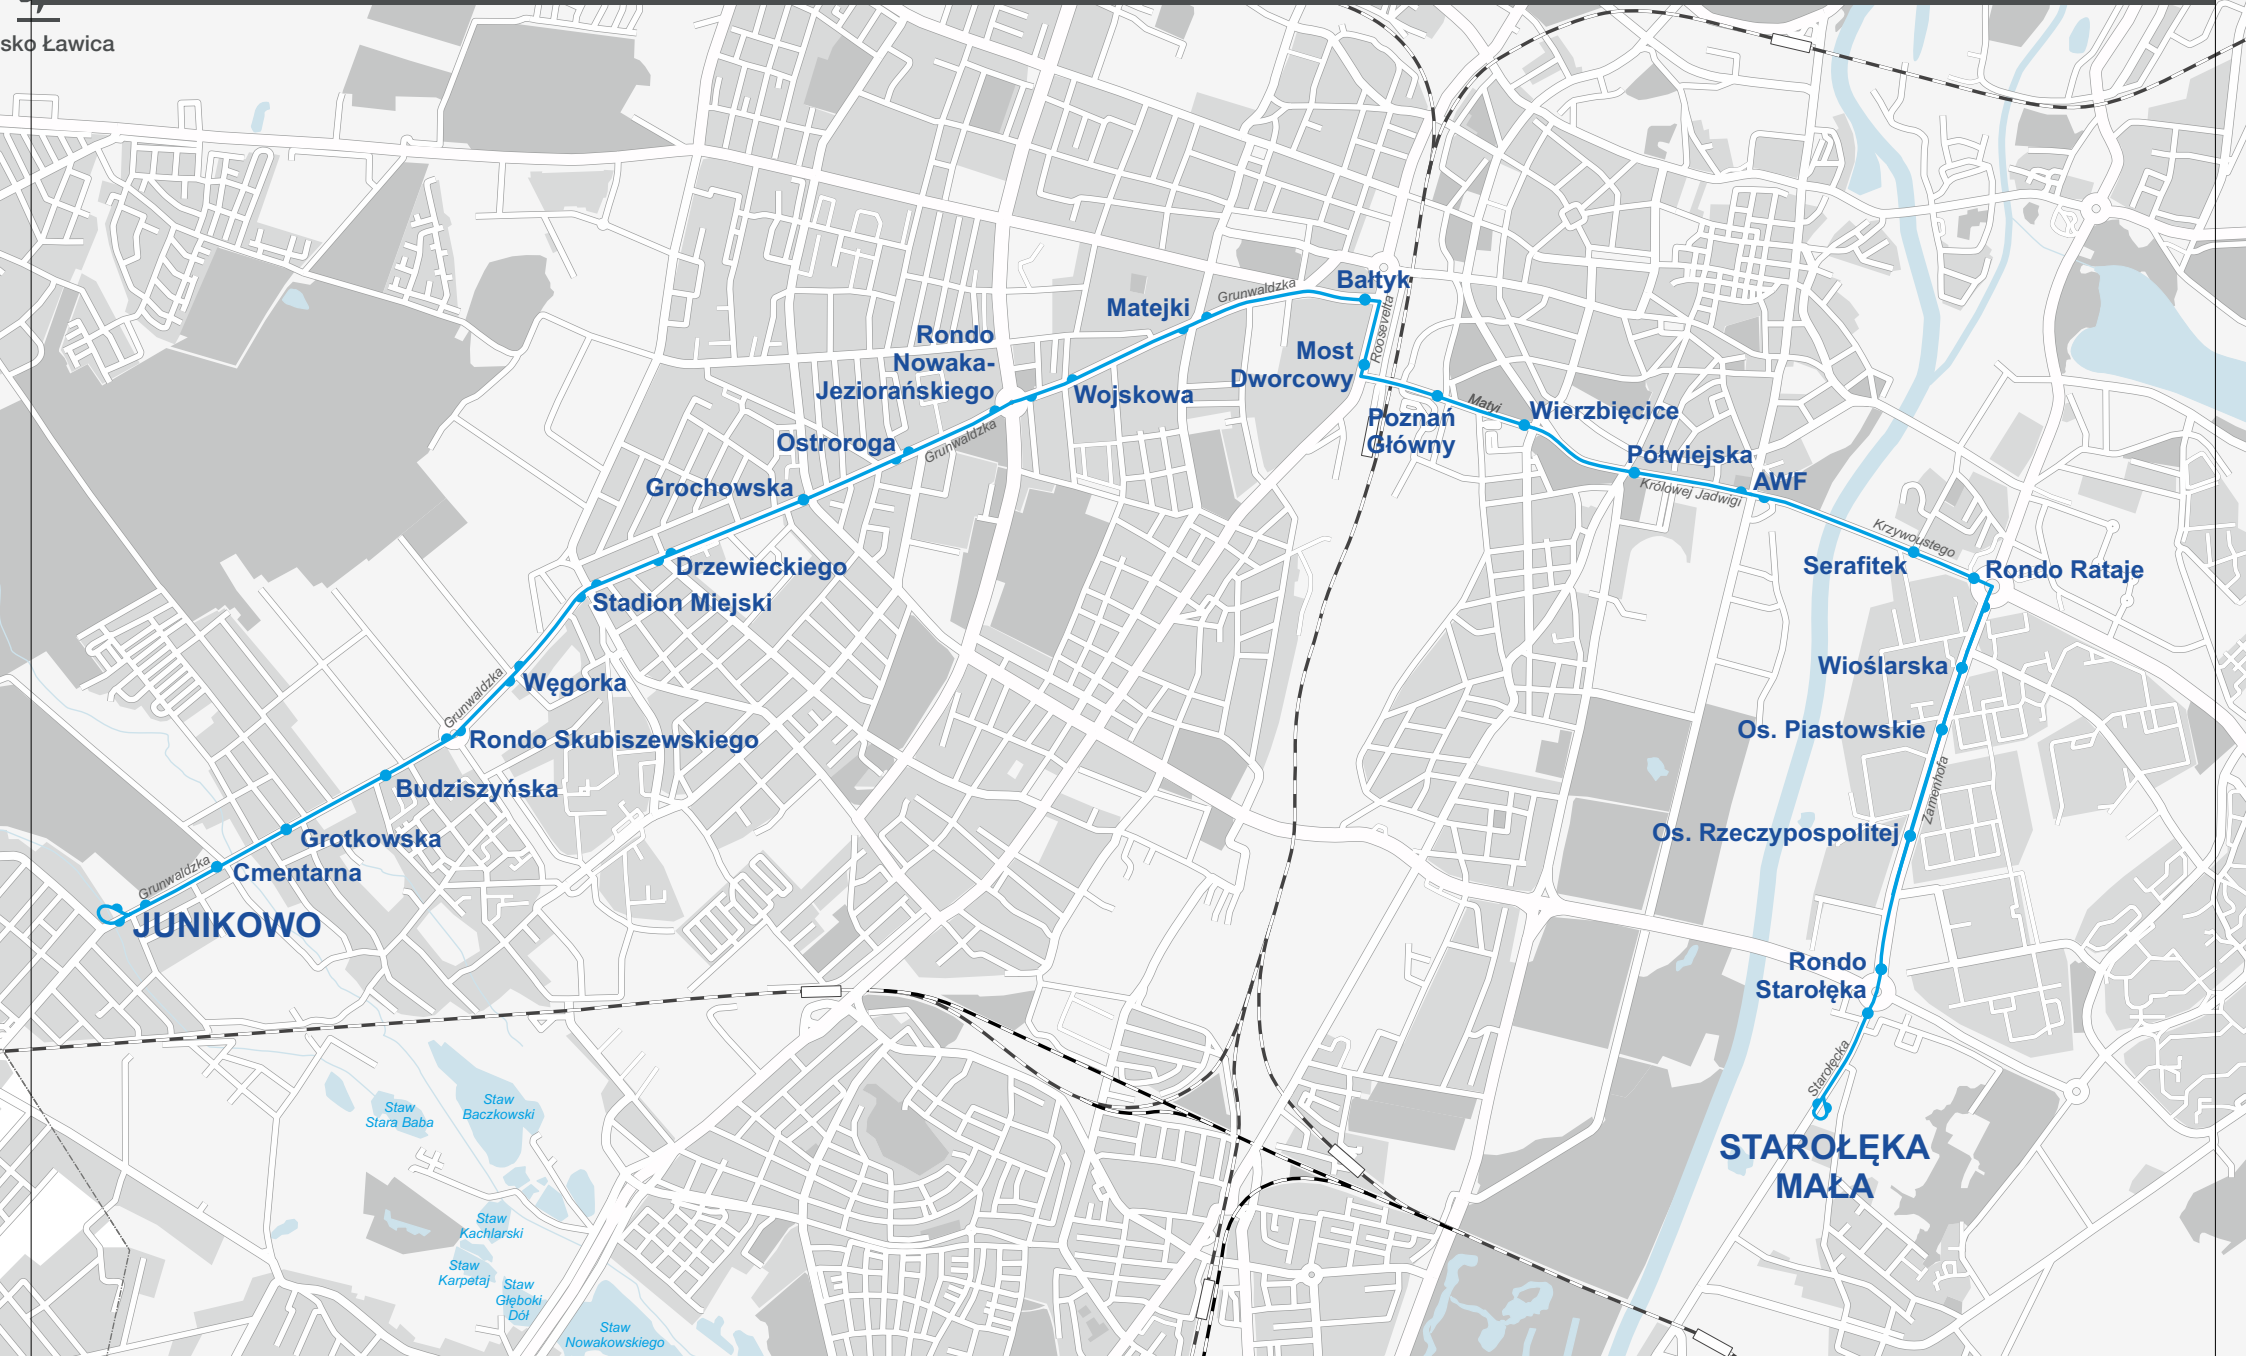 sko Ławica
Bałtyk
Grunwaldzka
Matejki
Roosevelta
Rondo
Nowaka-
Jeziorańskiego
Most
Dworcowy
Wojskowa
Matyi
Wierzbięcice
Poznań
Główny
Ostroroga
Grunwaldzka
Półwiejska
AWF
Królowej Jadwigi
Grochowska
Krzywoustego
Serafitek
Rondo Rataje
Drzewieckiego
Stadion Miejski
Wioślarska
Węgorka
Grunwaldzka
Os. Piastowskie
Rondo Skubiszewskiego
Zamenhofa
Budziszyńska
Os. Rzeczypospolitej
Grotkowska
Grunwaldzka
Cmentarna
JUNIKOWO
Rondo
Starołęka
Starołęcka
STAROŁĘKA
MAŁA
Staw
Stara Baba
Staw
Baczkowski
Staw
Kachlarski
Staw
Karpetaj
Staw
Głęboki
Dół
Staw
Nowakowskiego